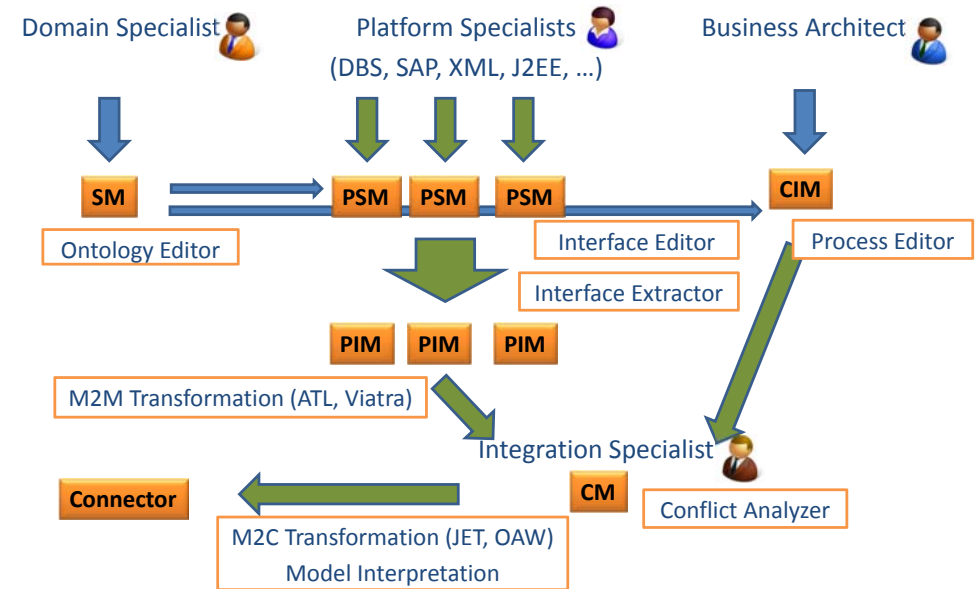 Domain Specialist
Platform Specialists
(DBS, SAP, XML, J2EE, ...)
Business Architect
SM
PSM
PSM
PSM
CIM
Ontology Editor
Interface Editor
Process Editor
Interface Extractor
PIM
PIM
PIM
M2M Transformation (ATL, Viatra)
Integration Specialist
Connector
CM
Conflict Analyzer
M2C Transformation (JET, OAW)
Model Interpretation